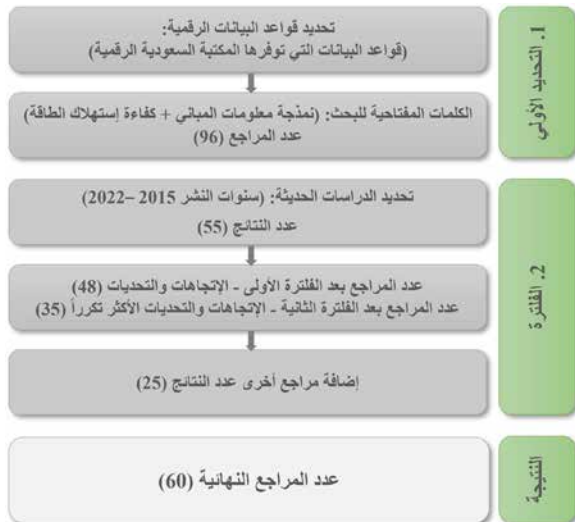 1. التحديد الأولي
تحديد قواعد البيانات الرقمية:
(قواعد البيانات التي توفرها المكتبة السعودية الرقمية)
الكلمات المفتاحية للبحث: (نمذجة معلومات المباني + كفاءة إستهلاك الطاقة)
عدد المراجع (96)
2. الفلترة
تحديد الدراسات الحديثة: (سنوات النشر 2015 –2022)
عدد النتائج (55)
عدد المراجع بعد الفلترة الأولى - الإتجاهات والتحديات (48)
عدد المراجع بعد الفلترة الثانية - الإتجاهات والتحديات الأكثر تكرراً (35)
إضافة مراجع أخرى عدد النتائج (25)
النتيجة
عدد المراجع النهائية (60)